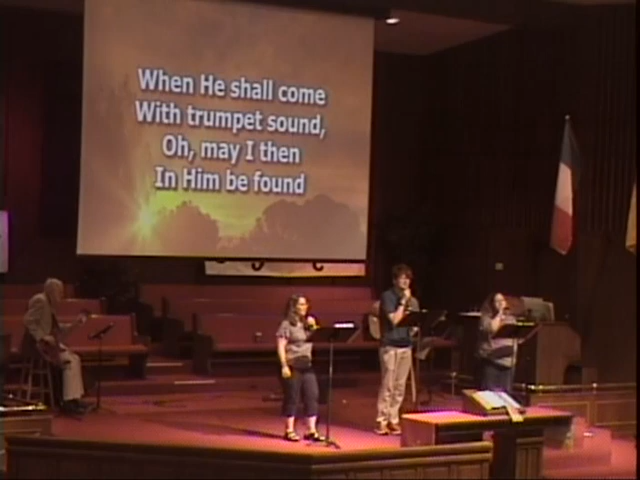 When He shall come
With trumpet sound,
Oh, may I then
In Him be found